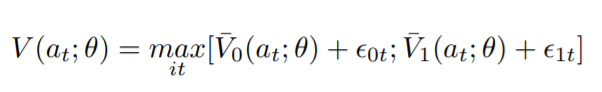 V(a_t; θ) = max_{it}[V̄_0(a_t; θ) + ϵ_{0t}; V̄_1(a_t; θ) + ϵ_{1t}]